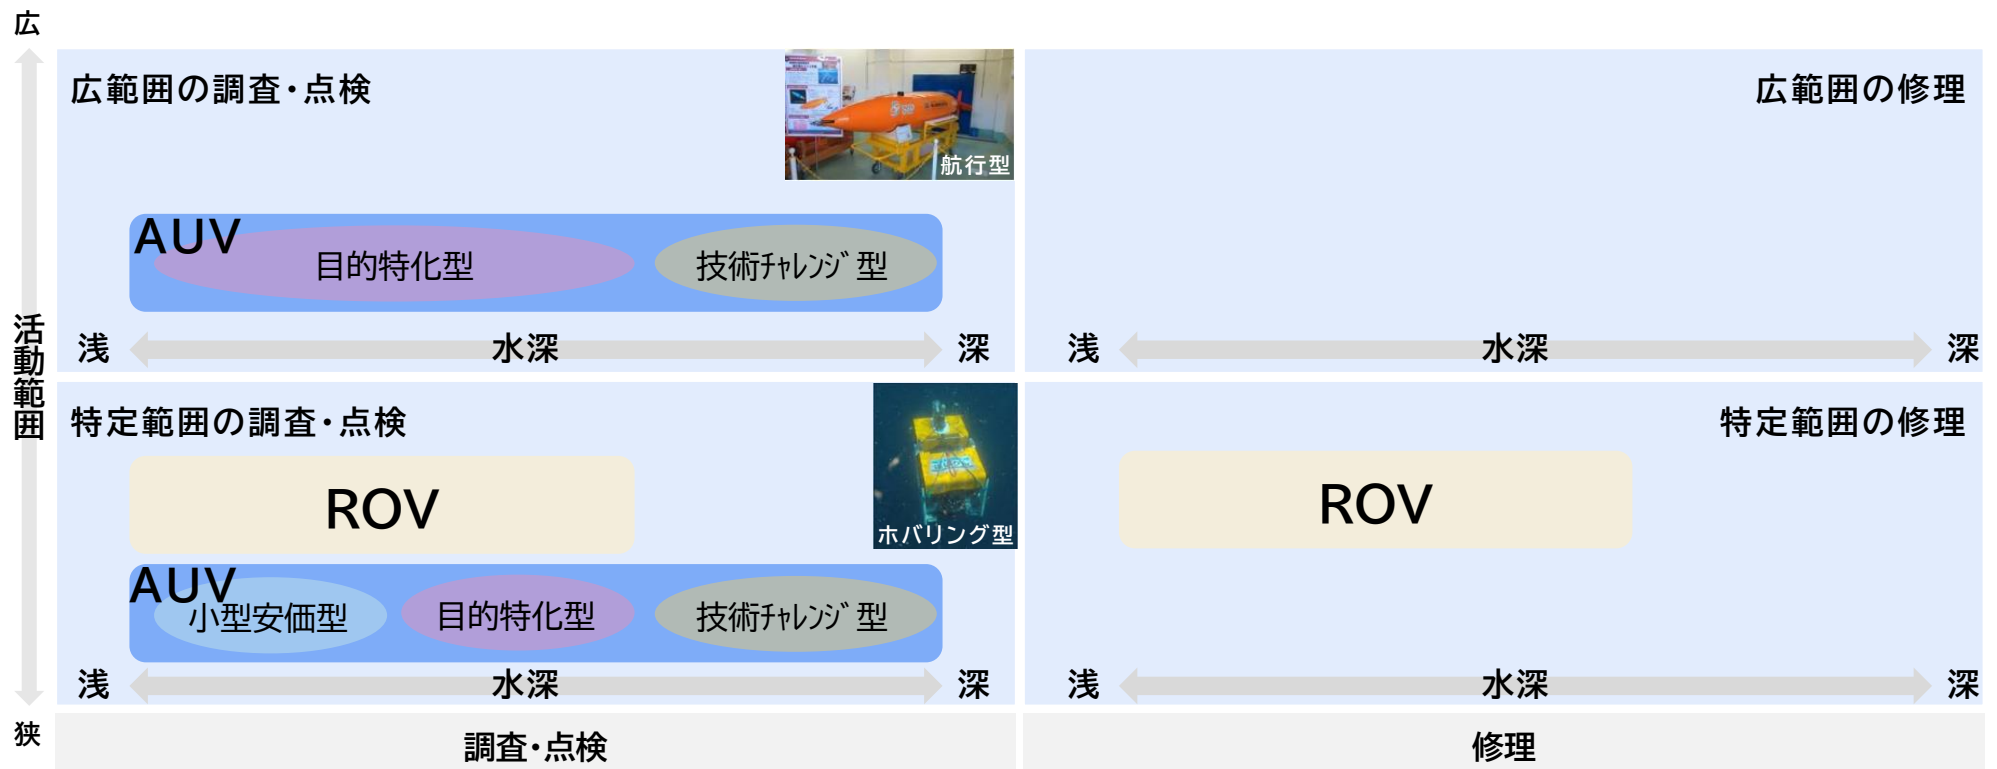 広
広範囲の調査・点検
航行型
広範囲の修理
AUV
目的特化型
技術ﾁｬﾚﾝｼﾞ型
浅
水深
深
浅
水深
深
活動範囲
特定範囲の調査・点検
ホバリング型
特定範囲の修理
ROV
ROV
AUV
小型安価型
目的特化型
技術ﾁｬﾚﾝｼﾞ型
浅
水深
深
浅
水深
深
狭
調査・点検
修理